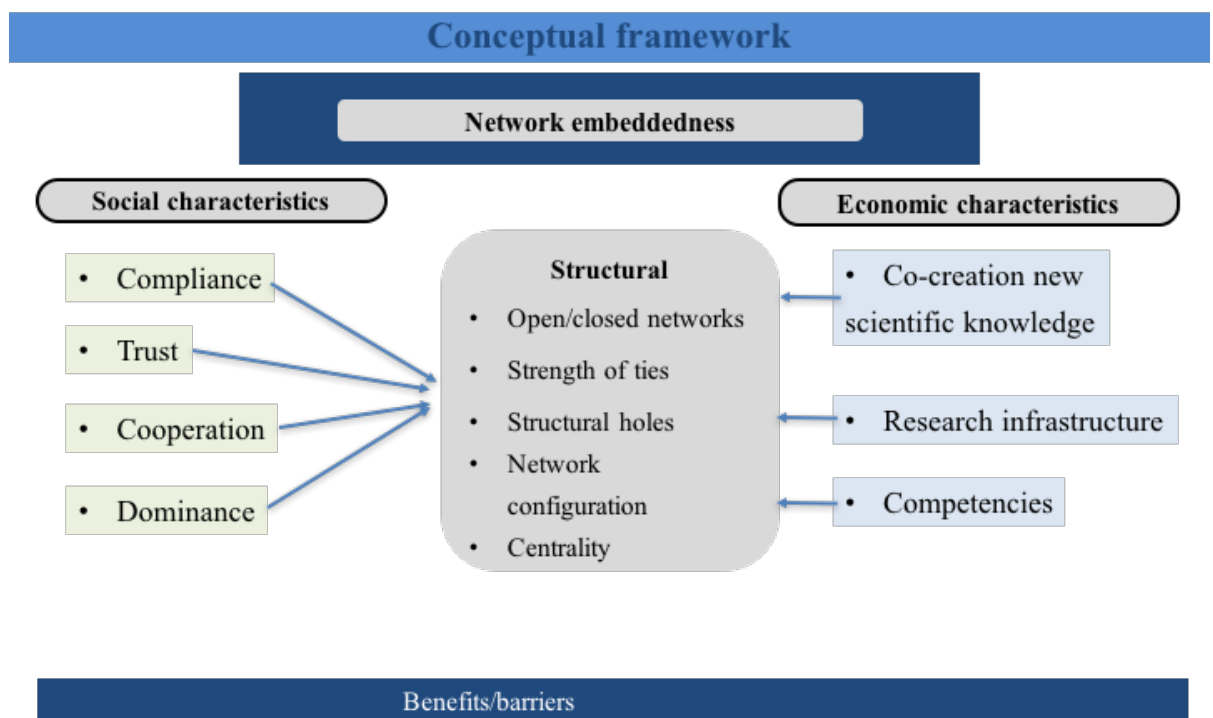 Conceptual framework
Network embeddedness
Social characteristics
• Compliance
• Trust
• Cooperation
• Dominance
Structural
• Open/closed networks
• Strength of ties
• Structural holes
• Network
configuration
• Centrality
Economic characteristics
• Co-creation new
scientific knowledge
• Research infrastructure
• Competencies
Benefits/barriers